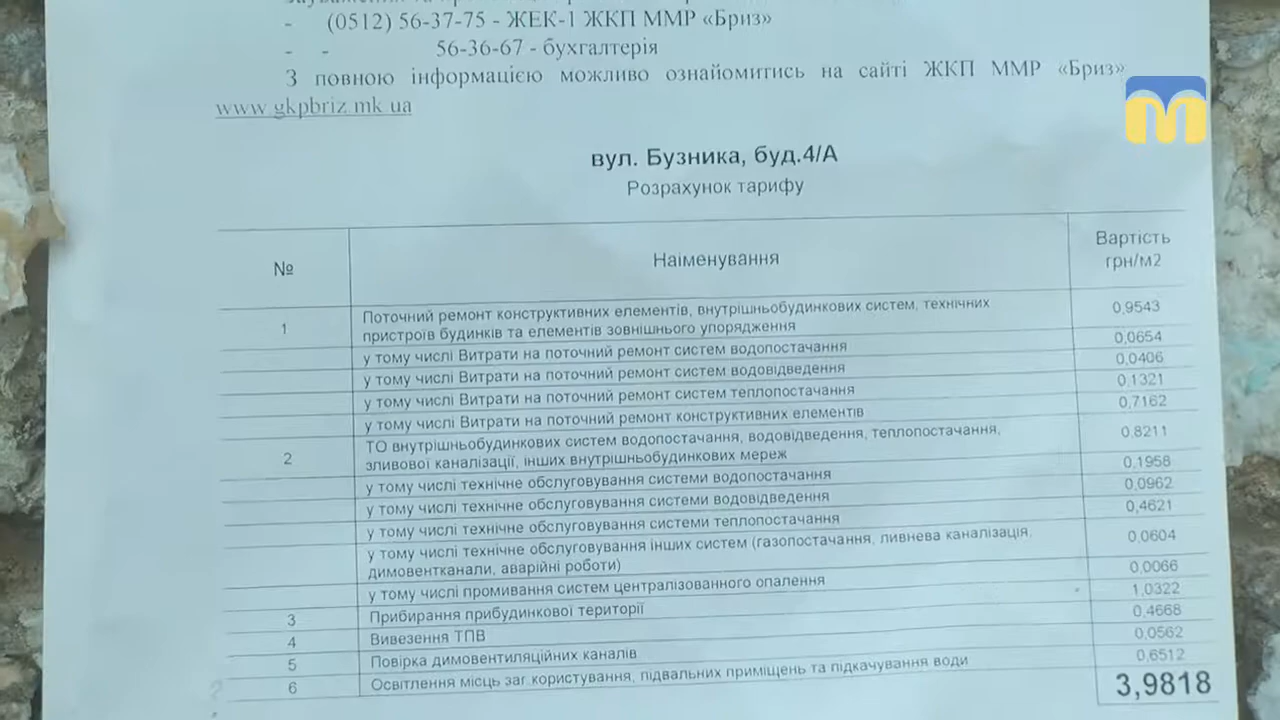 - (0512) 56-37-75 - ЖЕК-1 ЖКП ММР «Бриз»
- - 56-36-67 - бухгалтерія
З повною інформацією можливо ознайомитись на сайті ЖКП ММР «Бриз»
www.gkpbriz.mk.ua
вул. Бузника, буд.4/А
Розрахунок тарифу
№ Наіменування Вартість грн/м2
1 Поточний ремонт конструктивних елементів, внутрішньобудинкових систем, технічних 0,9543
пристроїв будинків та елементів зовнішнього упорядження
у тому числі Витрати на поточний ремонт систем водопостачання 0,0654
у тому числі Витрати на поточний ремонт систем водовідведення 0,0406
у тому числі Витрати на поточний ремонт систем теплопостачання 0,1321
у тому числі Витрати на поточний ремонт конструктивних елементів 0,7162
2 ТО внутрішньобудинкових систем водопостачання, водовідведення, теплопостачання, 0,8211
зливової каналізації, інших внутрішньобудинкових мереж
у тому числі технічне обслуговування системи водопостачання 0,1958
у тому числі технічне обслуговування системи водовідведення 0,0962
у тому числі технічне обслуговування системи теплопостачання 0,4621
у тому числі технічне обслуговування інших систем (газопостачання, ливнева каналізація, 0,0604
димовентканали, аварійні роботи)
у тому числі промивання систем централізованого опалення 0,0066
3 Прибирання прибудинкової території 1,0322
4 Вивезення ТПВ 0,4668
5 Повірка димовентиляційних каналів 0,0562
6 Освітлення місць заг користування, підвальних приміщень та підкачування води 0,6512
3,9818